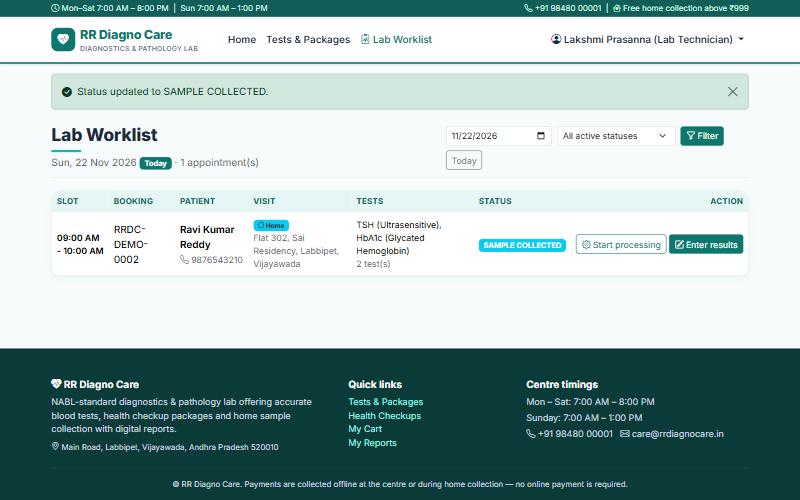 Mon–Sat 7:00 AM – 8:00 PM | Sun 7:00 AM – 1:00 PM
+91 98480 00001 | Free home collection above ₹999
RR Diagno Care
DIAGNOSTICS & PATHOLOGY LAB
Home Tests & Packages Lab Worklist
Lakshmi Prasanna (Lab Technician)
Status updated to SAMPLE COLLECTED.
Lab Worklist
Sun, 22 Nov 2026 Today · 1 appointment(s)
11/22/2026 All active statuses Filter
Today
SLOT BOOKING PATIENT VISIT TESTS STATUS ACTION
09:00 AM
- 10:00 AM
RRDC-
DEMO-
0002
Ravi Kumar
Reddy
9876543210
Home
Flat 302, Sai
Residency, Labbipet,
Vijayawada
TSH (Ultrasensitive),
HbA1c (Glycated
Hemoglobin)
2 test(s)
SAMPLE COLLECTED
Start processing Enter results
RR Diagno Care
NABL-standard diagnostics & pathology lab offering accurate
blood tests, health checkup packages and home sample
collection with digital reports.
Main Road, Labbipet, Vijayawada, Andhra Pradesh 520010
Quick links
Tests & Packages
Health Checkups
My Cart
My Reports
Centre timings
Mon – Sat: 7:00 AM – 8:00 PM
Sunday: 7:00 AM – 1:00 PM
+91 98480 00001 care@rrdiagnocare.in
© RR Diagno Care. Payments are collected offline at the centre or during home collection — no online payment is required.